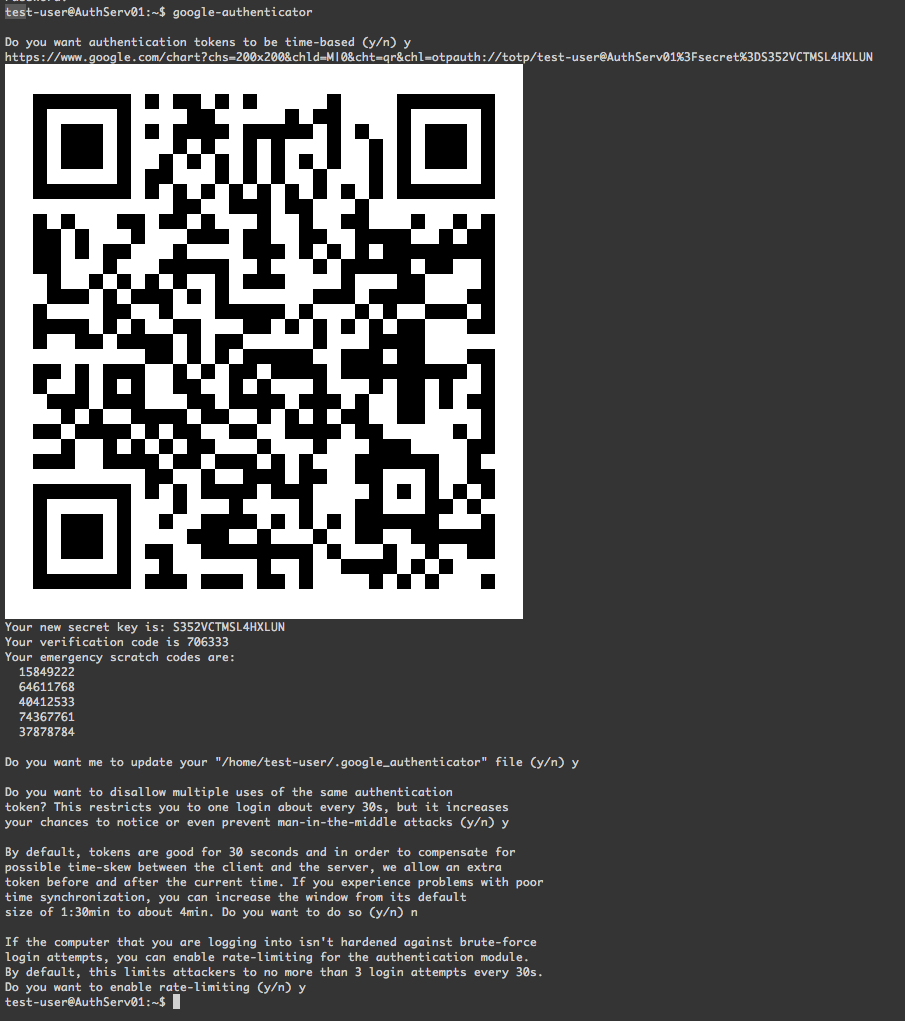 test-user@AuthServ01:~$ google-authenticator
Do you want authentication tokens to be time-based (y/n) y
https://www.google.com/chart?chs=200x200&chld=M|0&cht=qr&chl=otpauth://totp/test-user@AuthServ01%3Fsecret%3DS352VCTMSL4HXLUN
Your new secret key is: S352VCTMSL4HXLUN
Your verification code is 706333
Your emergency scratch codes are:
15849222
64611768
40412533
74367761
37878784
Do you want me to update your "/home/test-user/.google_authenticator" file (y/n) y
Do you want to disallow multiple uses of the same authentication
token? This restricts you to one login about every 30s, but it increases
your chances to notice or even prevent man-in-the-middle attacks (y/n) y
By default, tokens are good for 30 seconds and in order to compensate for
possible time-skew between the client and the server, we allow an extra
token before and after the current time. If you experience problems with poor
time synchronization, you can increase the window from its default
size of 1:30min to about 4min. Do you want to do so (y/n) n
If the computer that you are logging into isn't hardened against brute-force
login attempts, you can enable rate-limiting for the authentication module.
By default, this limits attackers to no more than 3 login attempts every 30s.
Do you want to enable rate-limiting (y/n) y
test-user@AuthServ01:~$